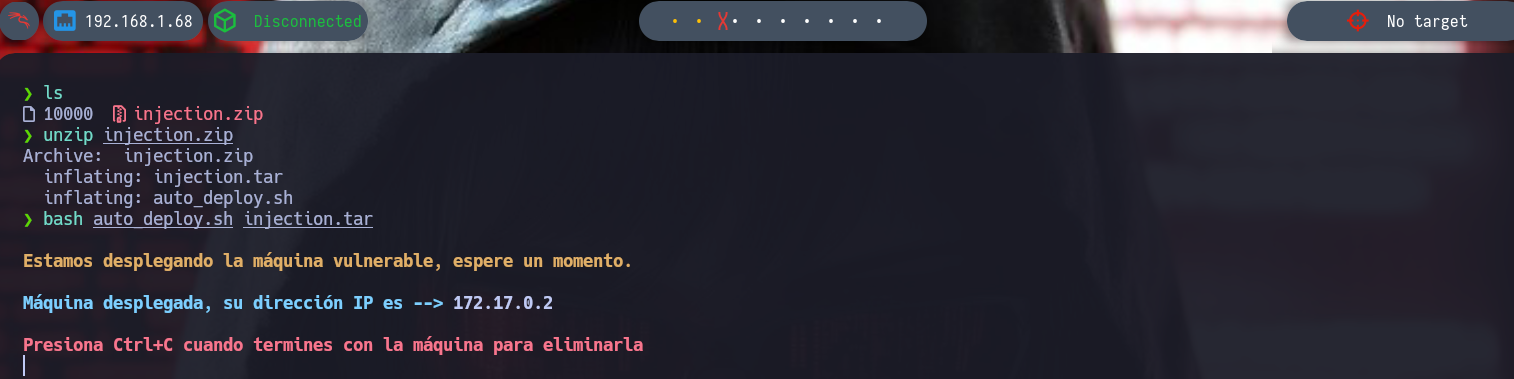 192.168.1.68 Disconnected No target
❯ ls
10000 injection.zip
❯ unzip injection.zip
Archive:  injection.zip
  inflating: injection.tar
  inflating: auto_deploy.sh
❯ bash auto_deploy.sh injection.tar
Estamos desplegando la máquina vulnerable, espere un momento.
Máquina desplegada, su dirección IP es --> 172.17.0.2
Presiona Ctrl+C cuando termines con la máquina para eliminarla